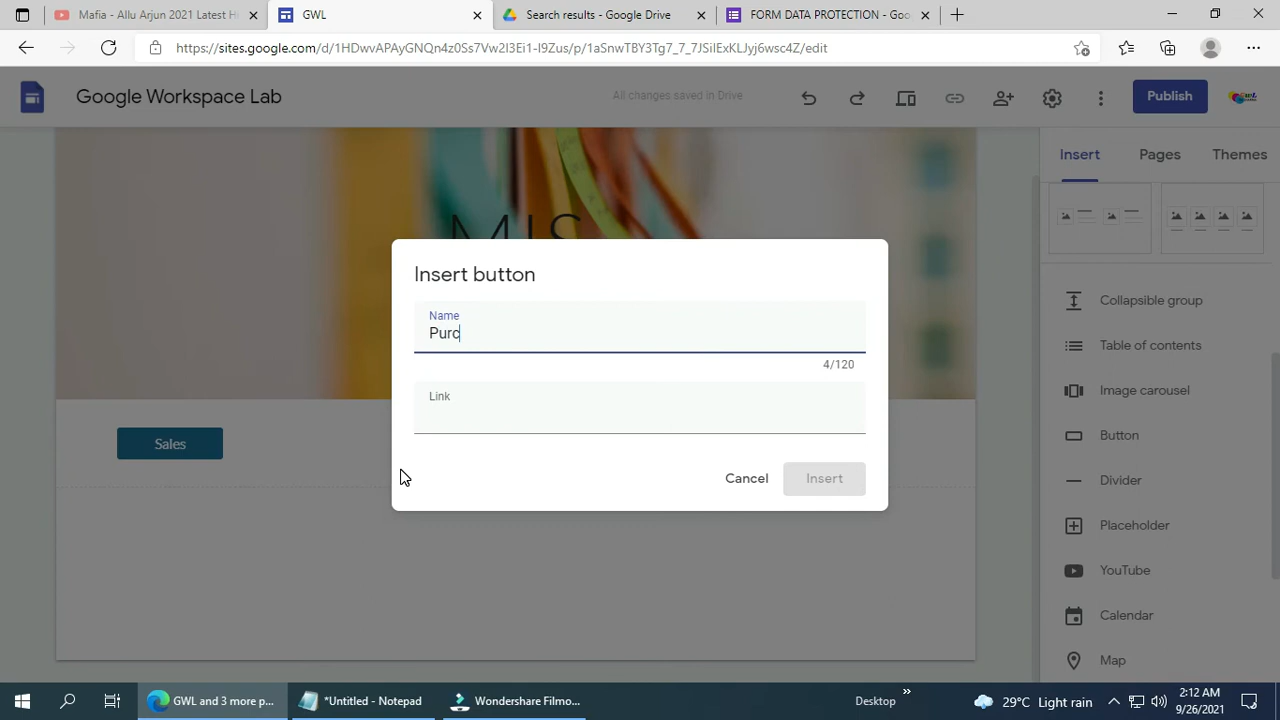 Mafia - Allu Arjun 2021 Latest H
GWL
Search results - Google Drive
FORM DATA PROTECTION - Goo
https://sites.google.com/d/1HDwvAPAyGNQn4z0Ss7Vw2I3Ei1-I9Zus/p/1aSnwTBY3Tg7_7_7JSilExKLJyj6wsc4Z/edit
Google Workspace Lab
All changes saved in Drive
Publish
Insert
Pages
Themes
MIS
Insert button
Name
Purc
4/120
Link
Cancel
Insert
Sales
Collapsible group
Table of contents
Image carousel
Button
Divider
Placeholder
YouTube
Calendar
Map
GWL and 3 more p...
*Untitled - Notepad
Wondershare Filmo...
Desktop
29°C Light rain
2:12 AM
9/26/2021